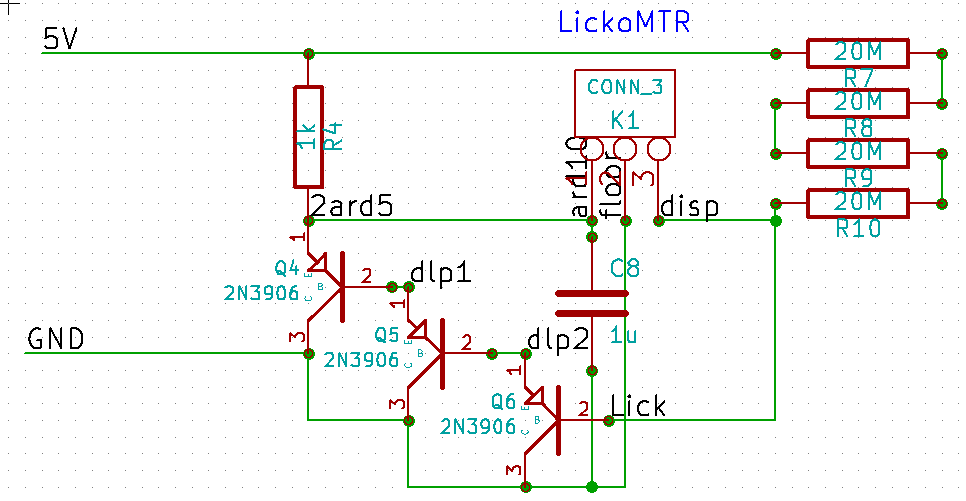 LickoMTR
5V
20M
R7
CONN_3
K1
20M
R8
1k
R4
20M
R9
ard10
floor
1
2
3
20M
R10
2ard5
disp
1
Q4
2N3906
E
B
C
2
3
dlp1
C8
1u
GND
1
Q5
2N3906
E
B
C
2
3
dlp2
1
Q6
2N3906
E
B
C
2
3
Lick